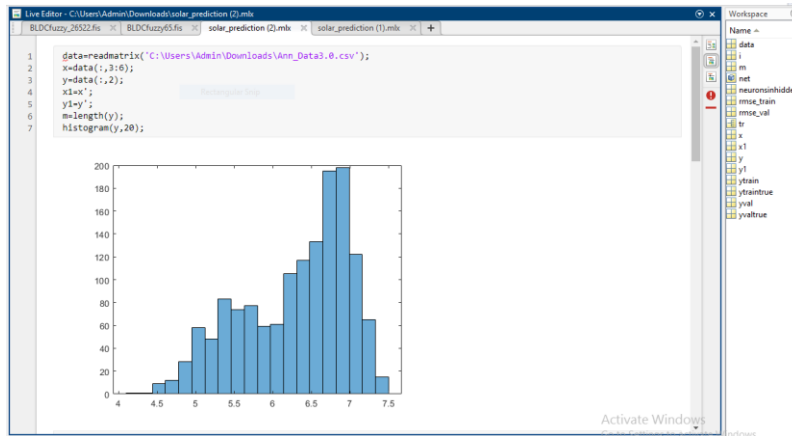 Live Editor - C:\Users\Admin\Downloads\solar_prediction (2).mlx
BLDCfuzzy_26522.fis × BLDCfuzzy65.fis × solar_prediction (2).mlx × solar_prediction (1).mlx × +
1 data=readmatrix('C:\Users\Admin\Downloads\Ann_Data3.0.csv');
2 x=data(:,3:6);
3 y=data(:,2);
4 x1=x';
5 y1=y';
6 m=length(y);
7 histogram(y,20);
200
180
160
140
120
100
80
60
40
20
0
4 4.5 5 5.5 6 6.5 7 7.5
Workspace
Name
data
i
m
net
neuronsinhidde
rmse_train
rmse_val
tr
x
x1
y
y1
ytrain
ytraintrue
yval
yvaltrue
Activate Windows